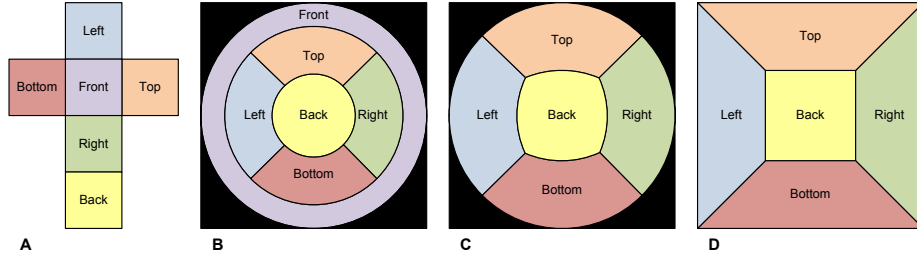 Left
Bottom Front Top
Right
Back
A
Front
Top
Left Back Right
Bottom
B
Top
Left Back Right
Bottom
C
Top
Left Back Right
Bottom
D